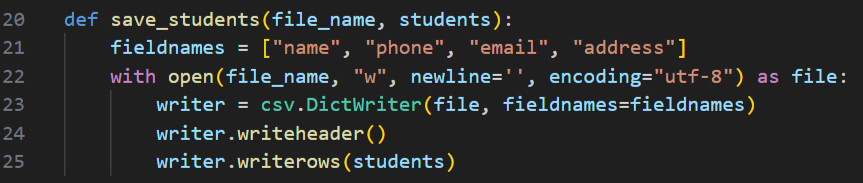 20 def save_students(file_name, students):
21     fieldnames = ["name", "phone", "email", "address"]
22     with open(file_name, "w", newline='', encoding="utf-8") as file:
23         writer = csv.DictWriter(file, fieldnames=fieldnames)
24         writer.writeheader()
25         writer.writerows(students)